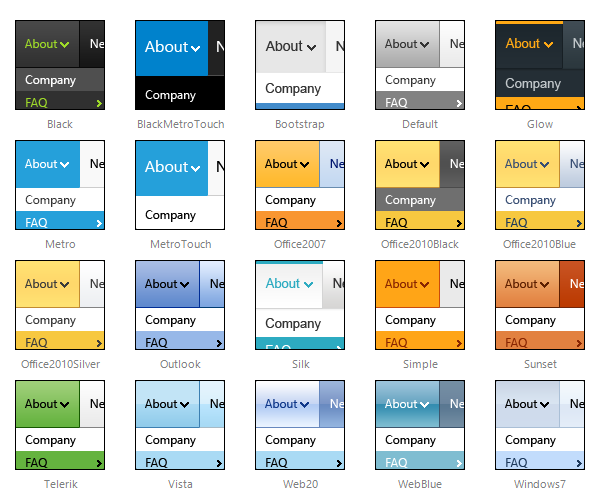 About Ne
Company
FAQ
Black
About Ne
Company
BlackMetroTouch
About Ne
Company
Bootstrap
About Ne
Company
FAQ
Default
About Ne
Company
FAQ
Glow
About Ne
Company
FAQ
Metro
About Ne
Company
MetroTouch
About Ne
Company
FAQ
Office2007
About Ne
Company
FAQ
Office2010Black
About Ne
Company
FAQ
Office2010Blue
About Ne
Company
FAQ
Office2010Silver
About Ne
Company
FAQ
Outlook
About Ne
Company
FAQ
Silk
About Ne
Company
FAQ
Simple
About Ne
Company
FAQ
Sunset
About Ne
Company
FAQ
Telerik
About Ne
Company
FAQ
Vista
About Ne
Company
FAQ
Web20
About Ne
Company
FAQ
WebBlue
About Ne
Company
FAQ
Windows7